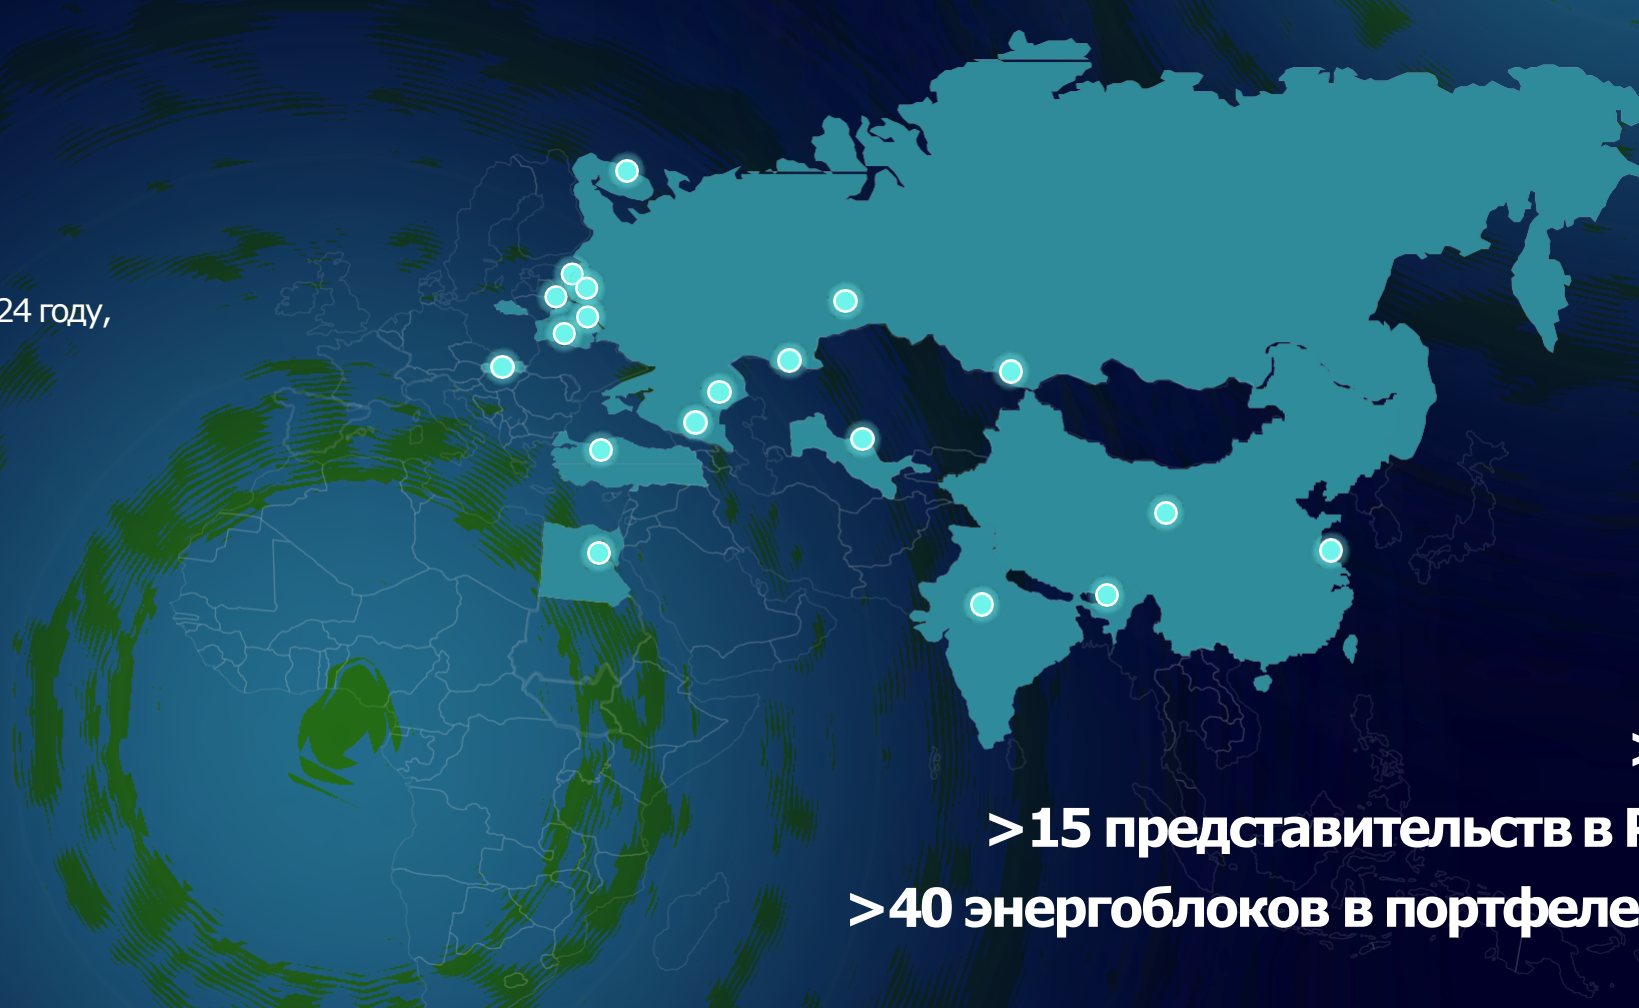 24 году,
>
>15 представительств в
>40 энергоблоков в портфеле